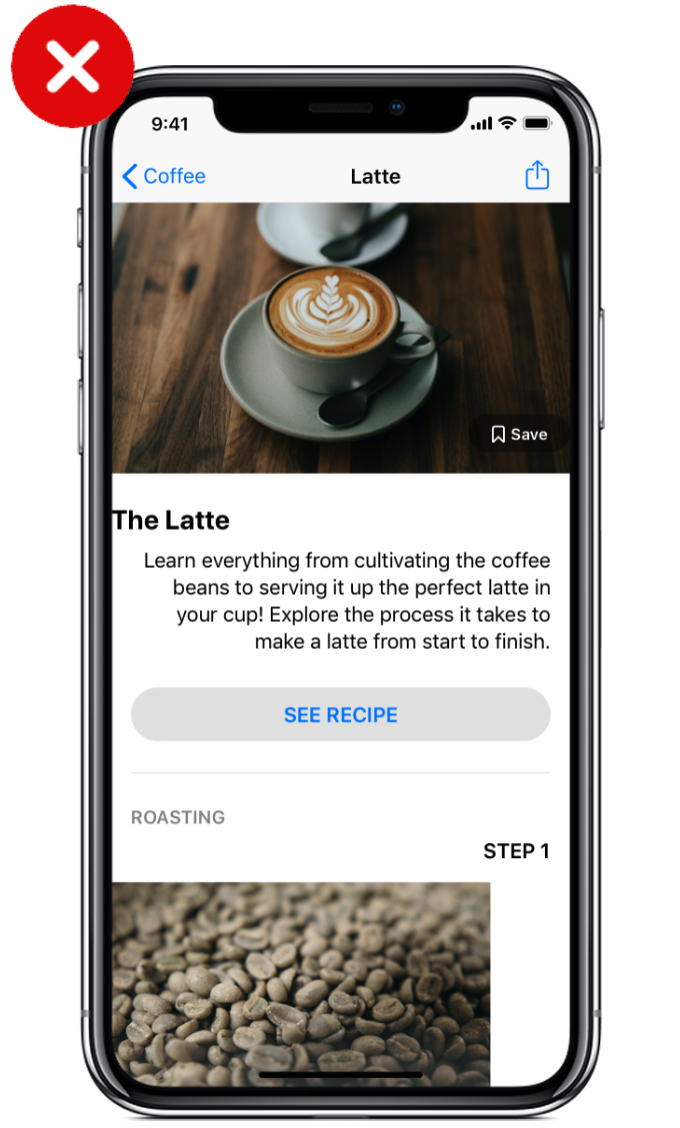 9:41
Coffee
Latte
Save
The Latte
Learn everything from cultivating the coffee
beans to serving it up the perfect latte in
your cup! Explore the process it takes to
make a latte from start to finish.
SEE RECIPE
ROASTING
STEP 1